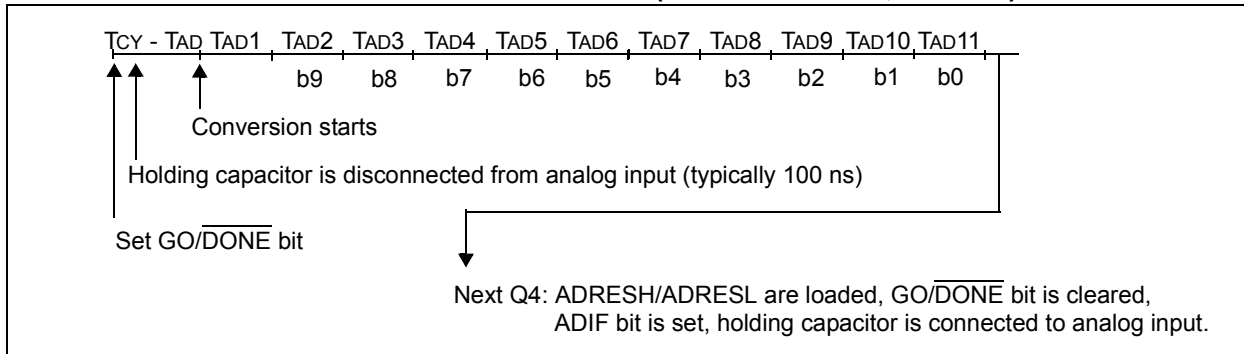 TCY - TAD TAD1 TAD2 TAD3 TAD4 TAD5 TAD6 TAD7 TAD8 TAD9 TAD10 TAD11
b9 b8 b7 b6 b5 b4 b3 b2 b1 b0
Conversion starts
Holding capacitor is disconnected from analog input (typically 100 ns)
Set GO/DONE bit
Next Q4: ADRESH/ADRESL are loaded, GO/DONE bit is cleared,
ADIF bit is set, holding capacitor is connected to analog input.